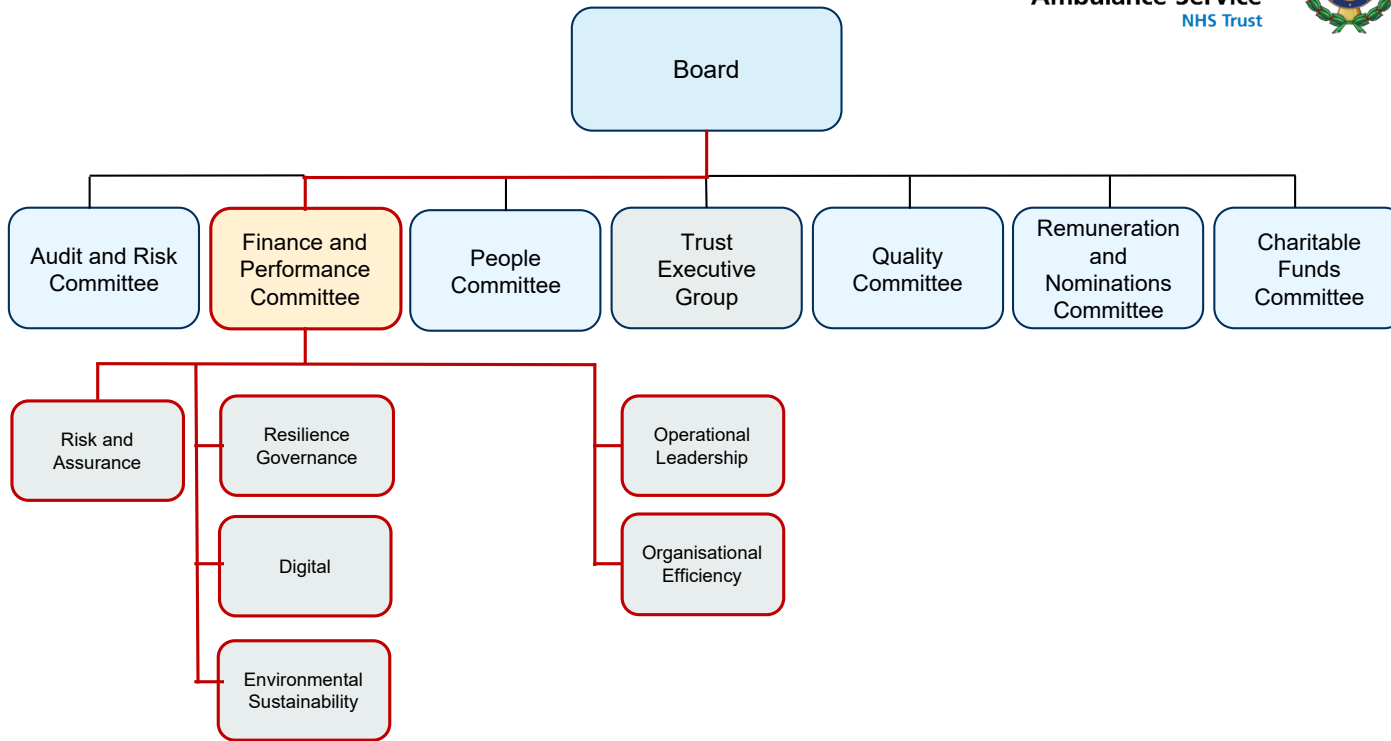 Ambulance Service
NHS Trust
Board
Audit and Risk
Committee
Finance and
Performance
Committee
People
Committee
Trust
Executive
Group
Quality
Committee
Remuneration
and
Nominations
Committee
Charitable
Funds
Committee
Risk and
Assurance
Resilience
Governance
Operational
Leadership
Digital
Organisational
Efficiency
Environmental
Sustainability